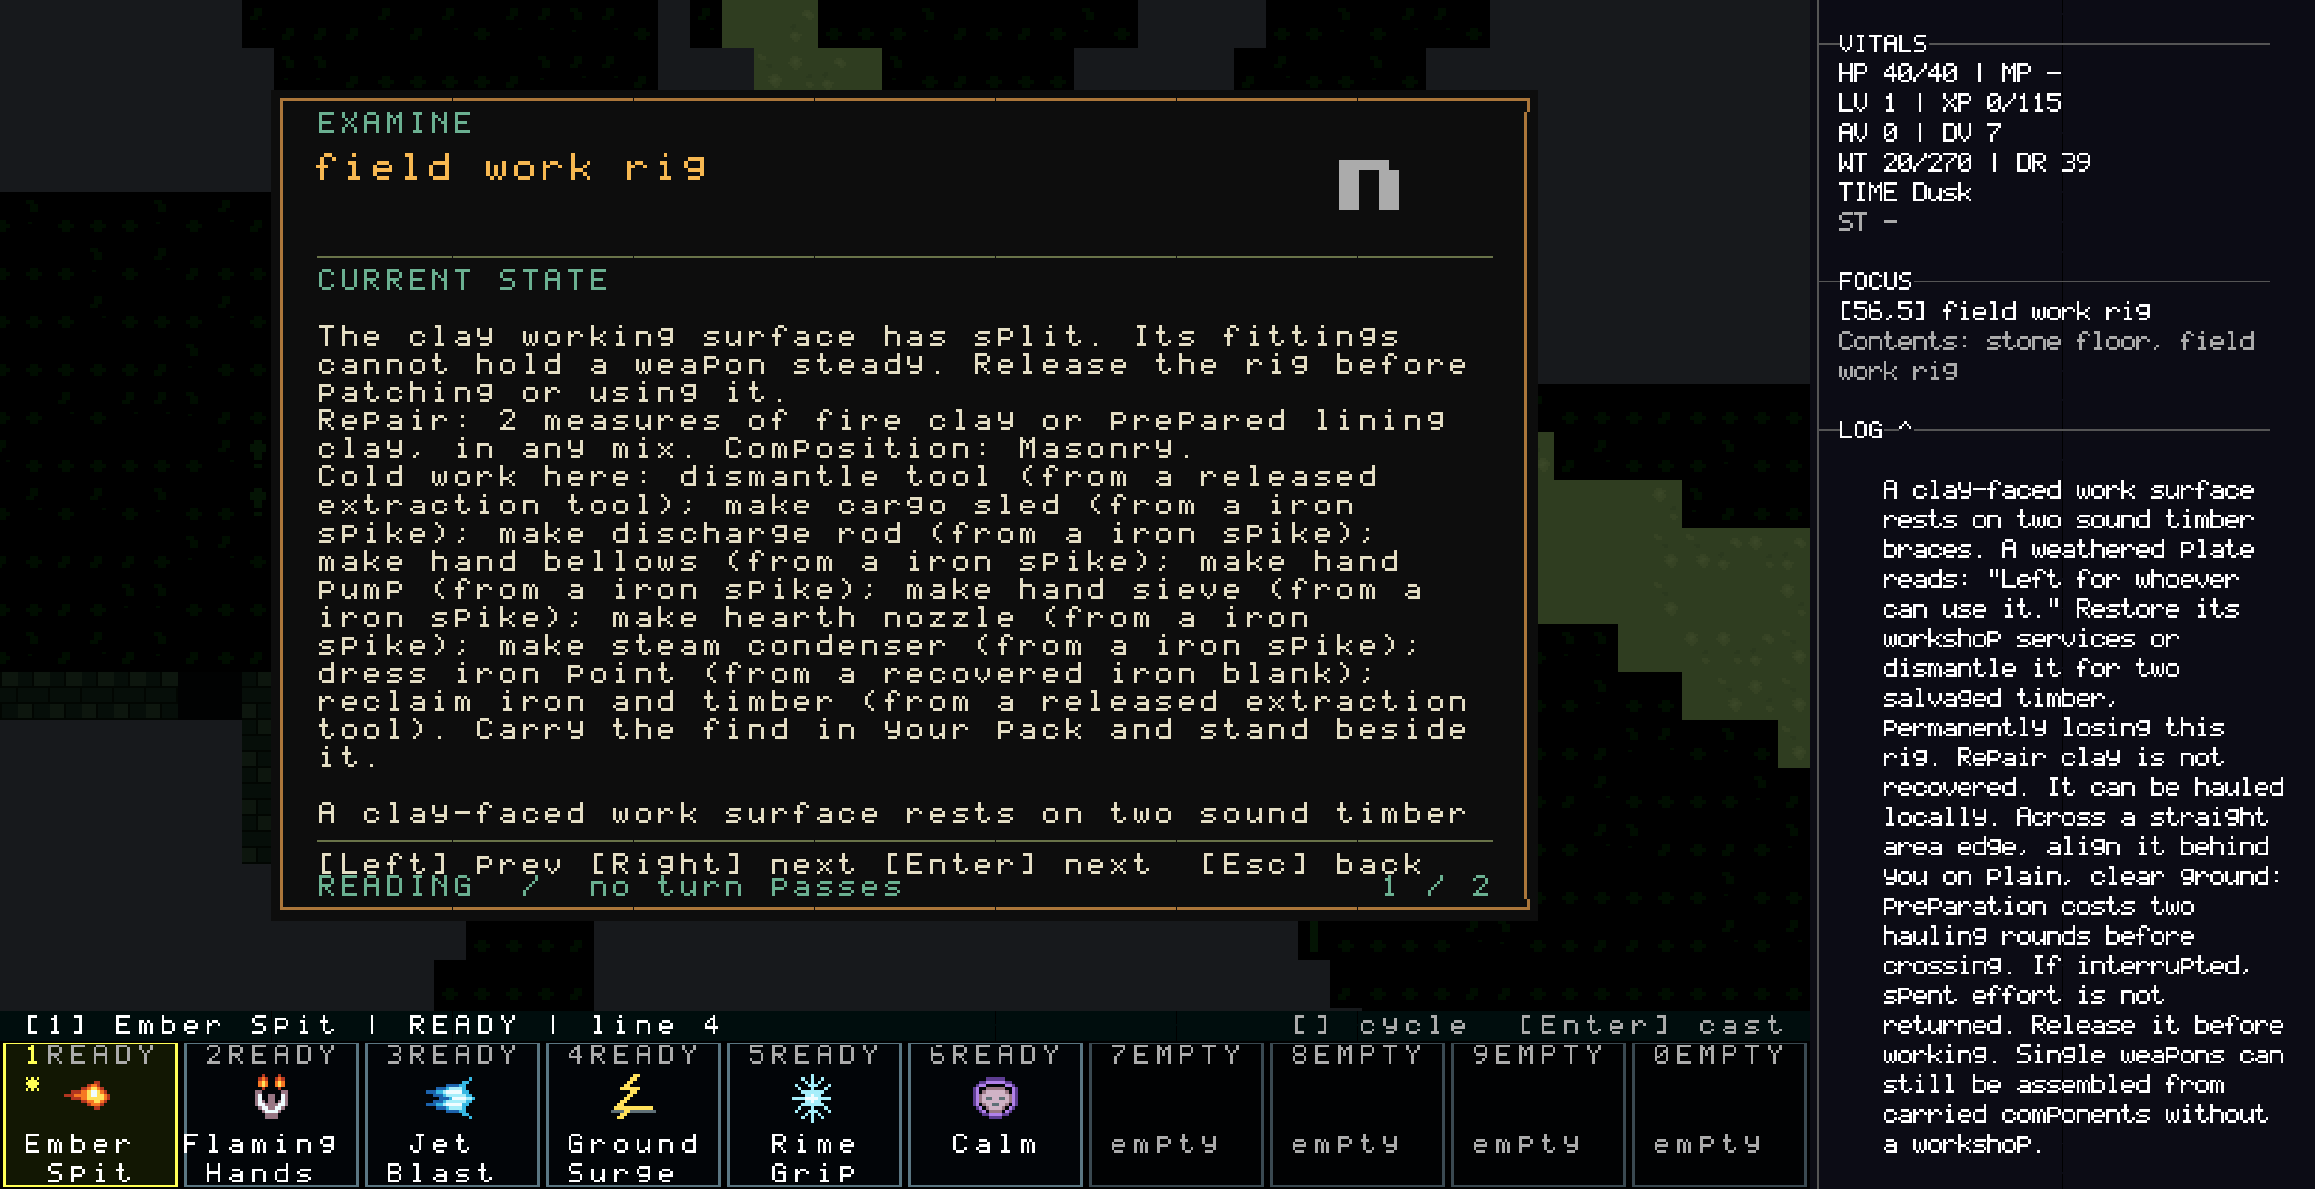 EXAMINE
field work rig
CURRENT STATE
The clay working surface has split. Its fittings
cannot hold a weapon steady. Release the rig before
patching or using it.
Repair: 2 measures of fire clay or prepared lining
clay, in any mix. Composition: Masonry.
Cold work here: dismantle tool (from a released
extraction tool); make cargo sled (from a iron
spike); make discharge rod (from a iron spike);
make hand bellows (from a iron spike); make hand
pump (from a iron spike); make hand sieve (from a
iron spike); make hearth nozzle (from a iron
spike); make steam condenser (from a iron spike);
dress iron point (from a recovered iron blank);
reclaim iron and timber (from a released extraction
tool). Carry the find in your pack and stand beside
it.
A clay-faced work surface rests on two sound timber
[Left] prev [Right] next [Enter] next [Esc] back
READING / no turn passes 1 / 2
[1] Ember Spit | READY | line 4 [] cycle [Enter] cast
1READY 2READY 3READY 4READY 5READY 6READY 7EMPTY 8EMPTY 9EMPTY 0EMPTY
Ember Spit
Flaming Hands
Jet Blast
Ground Surge
Rime Grip
Calm
empty
empty
empty
empty
VITALS
HP 40/40 | MP -
LV 1 | XP 0/115
AV 0 | DV 7
WT 20/270 | DR 39
TIME Dusk
ST -
FOCUS
[56,5] field work rig
Contents: stone floor, field
work rig
LOG ^
A clay-faced work surface
rests on two sound timber
braces. A weathered plate
reads: "Left for whoever
can use it." Restore its
workshop services or
dismantle it for two
salvaged timber,
permanently losing this
rig. Repair clay is not
recovered. It can be hauled
locally. Across a straight
area edge, align it behind
you on plain, clear ground:
preparation costs two
hauling rounds before
crossing. If interrupted,
spent effort is not
returned. Release it before
working. Single weapons can
still be assembled from
carried components without
a workshop.